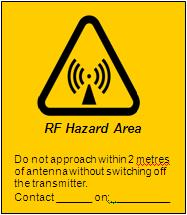 RF Hazard Area
Do not approach within 2 metres
of antenna without switching off
the transmitter.
Contact ______ on: _________